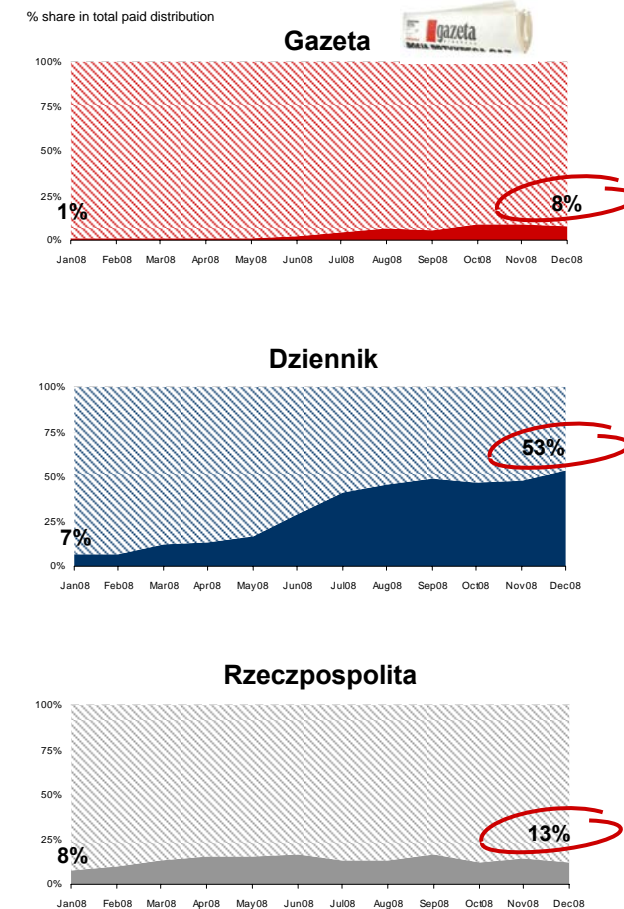 % share in total paid distribution
Gazeta
gazeta
100%
75%
50%
25%
0%
1%
8%
Jan08 Feb08 Mar08 Apr08 May08 Jun08 Jul08 Aug08 Sep08 Oct08 Nov08 Dec08
Dziennik
100%
75%
50%
25%
0%
7%
53%
Jan08 Feb08 Mar08 Apr08 May08 Jun08 Jul08 Aug08 Sep08 Oct08 Nov08 Dec08
Rzeczpospolita
100%
75%
50%
25%
0%
8%
13%
Jan08 Feb08 Mar08 Apr08 May08 Jun08 Jul08 Aug08 Sep08 Oct08 Nov08 Dec08